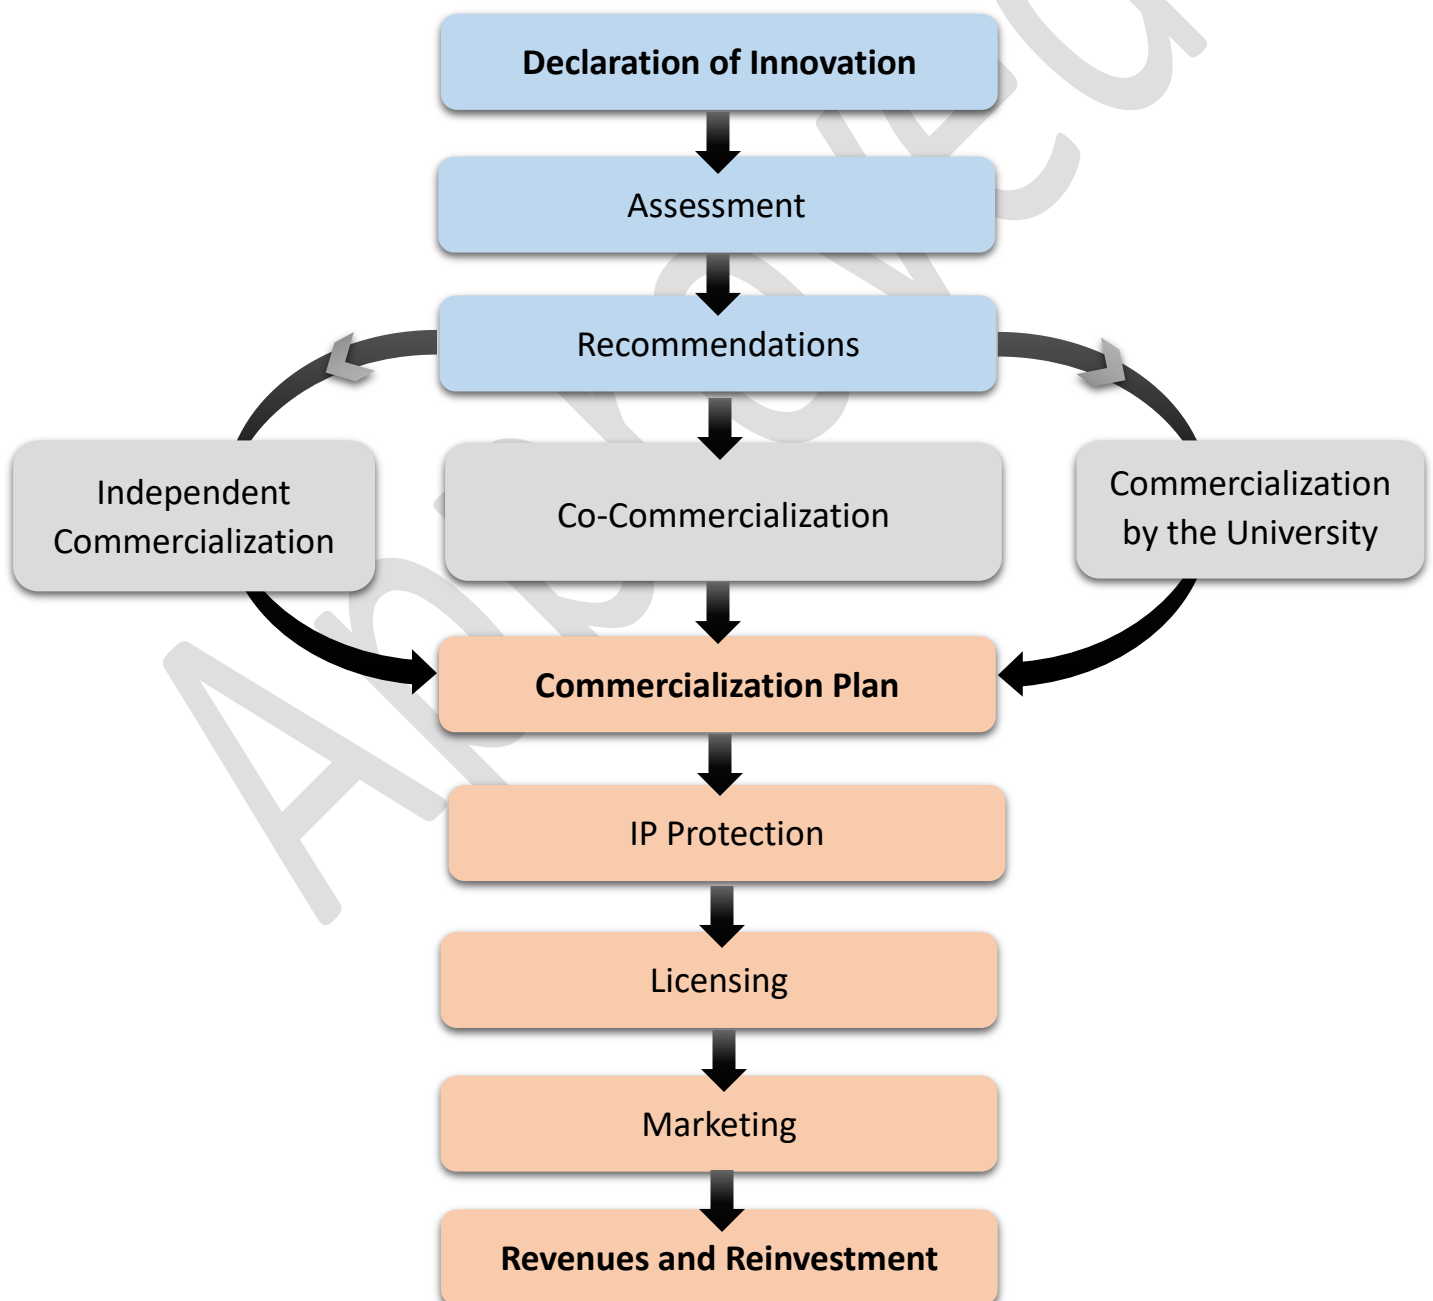 Declaration of Innovation
Assessment
Recommendations
Independent
Commercialization
Co-Commercialization
Commercialization
by the University
Commercialization Plan
IP Protection
Licensing
Marketing
Revenues and Reinvestment
Approved